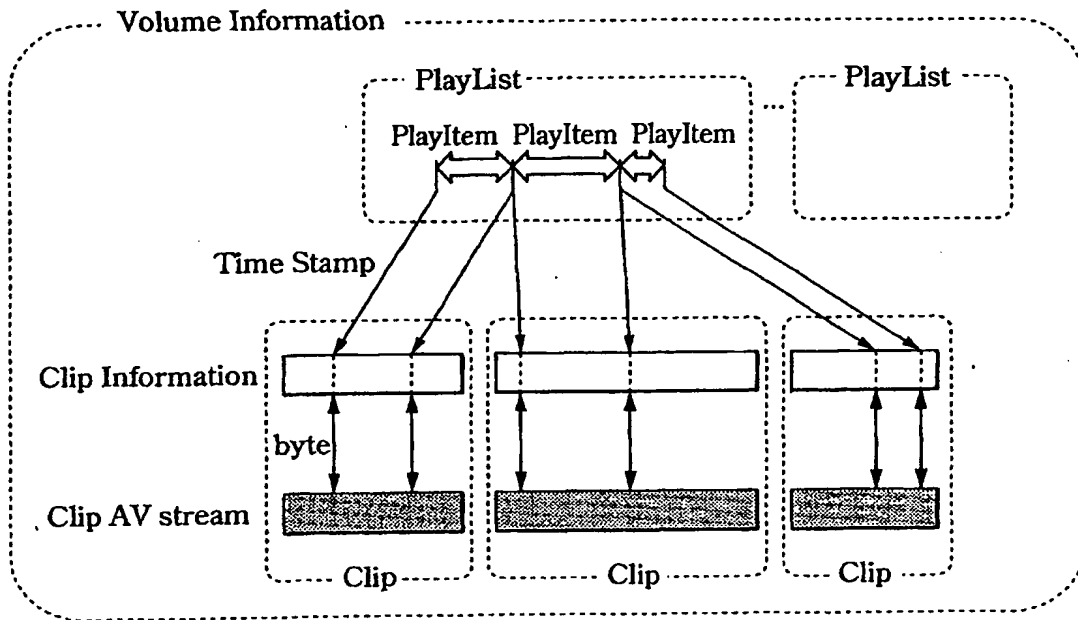 Volume Information
PlayList
PlayList
...
PlayItem PlayItem PlayItem
Time Stamp
Clip Information
byte
Clip AV stream
Clip
Clip
Clip